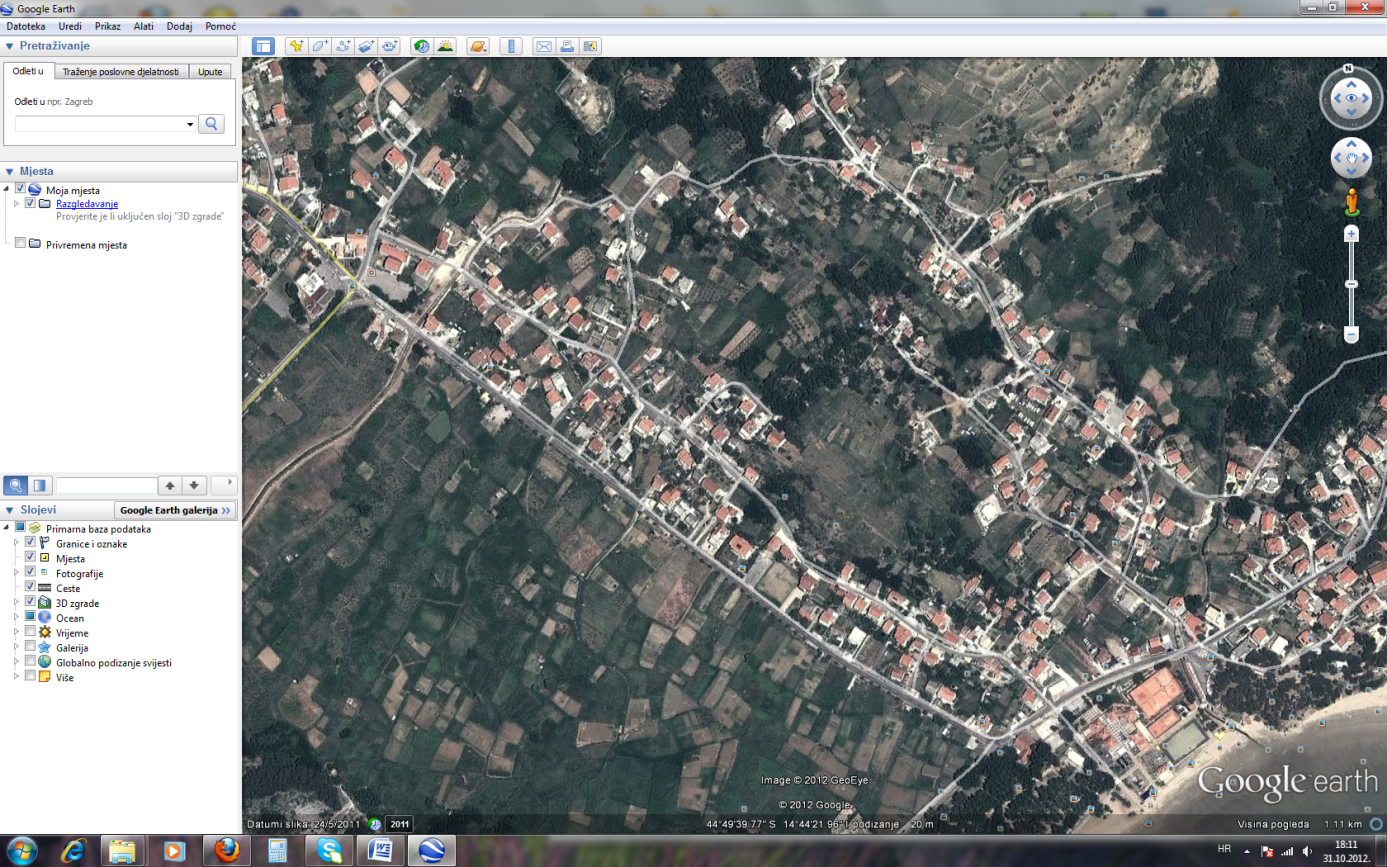 Google Earth
Datoteka Uredi Prikaz Alati Dodaj Pomoć
Pretraživanje
Odleti u Traženje poslovne djelatnosti Upute
Odleti u npr. Zagreb
Mjesta
Moja mjesta
Razgledavanje
Provjerite je li uključen sloj "3D zgrade"
Privremena mjesta
Slojevi Google Earth galerija >>
Primarna baza podataka
Granice i oznake
Mjesta
Fotografije
Ceste
3D zgrade
Ocean
Vrijeme
Galerija
Globalno podizanje svijesti
Više
N
Image © 2012 GeoEye
© 2012 Google
Google earth
Datumi slika: 24/5/2011 2011 44°49'39.77" S 14°44'21.96" I podizanje 20 m Visina pogleda 1.11 km
HR 18:11
31.10.2012.